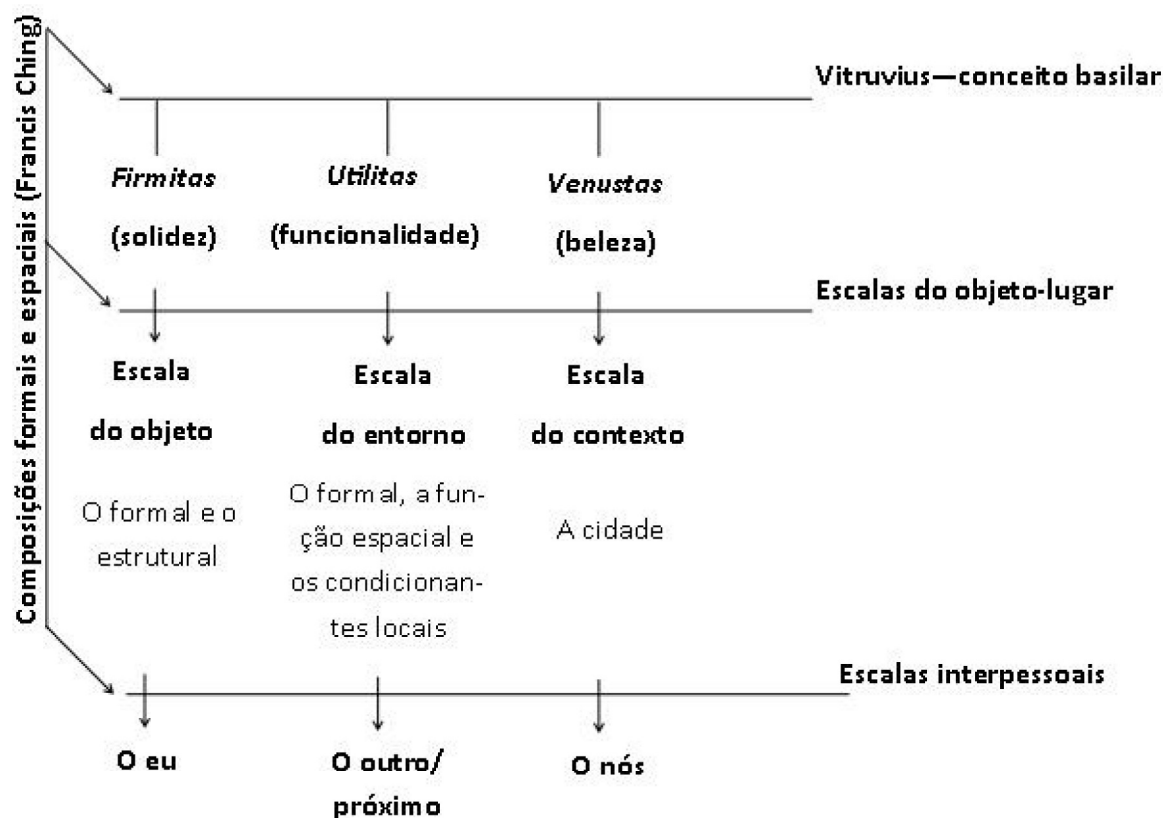 Composições formais e espaciais (Francis Ching)
Vitruvius—conceito basilar
Firmitas
(solidez)
Utilitas
(funcionalidade)
Venustas
(beleza)
Escalas do objeto-lugar
Escala
do objeto
O formal e o
estrutural
Escala
do entorno
O formal, a fun-
ção espacial e
os condicionan-
tes locais
Escala
do contexto
A cidade
Escalas interpessoais
O eu
O outro/
próximo
O nós